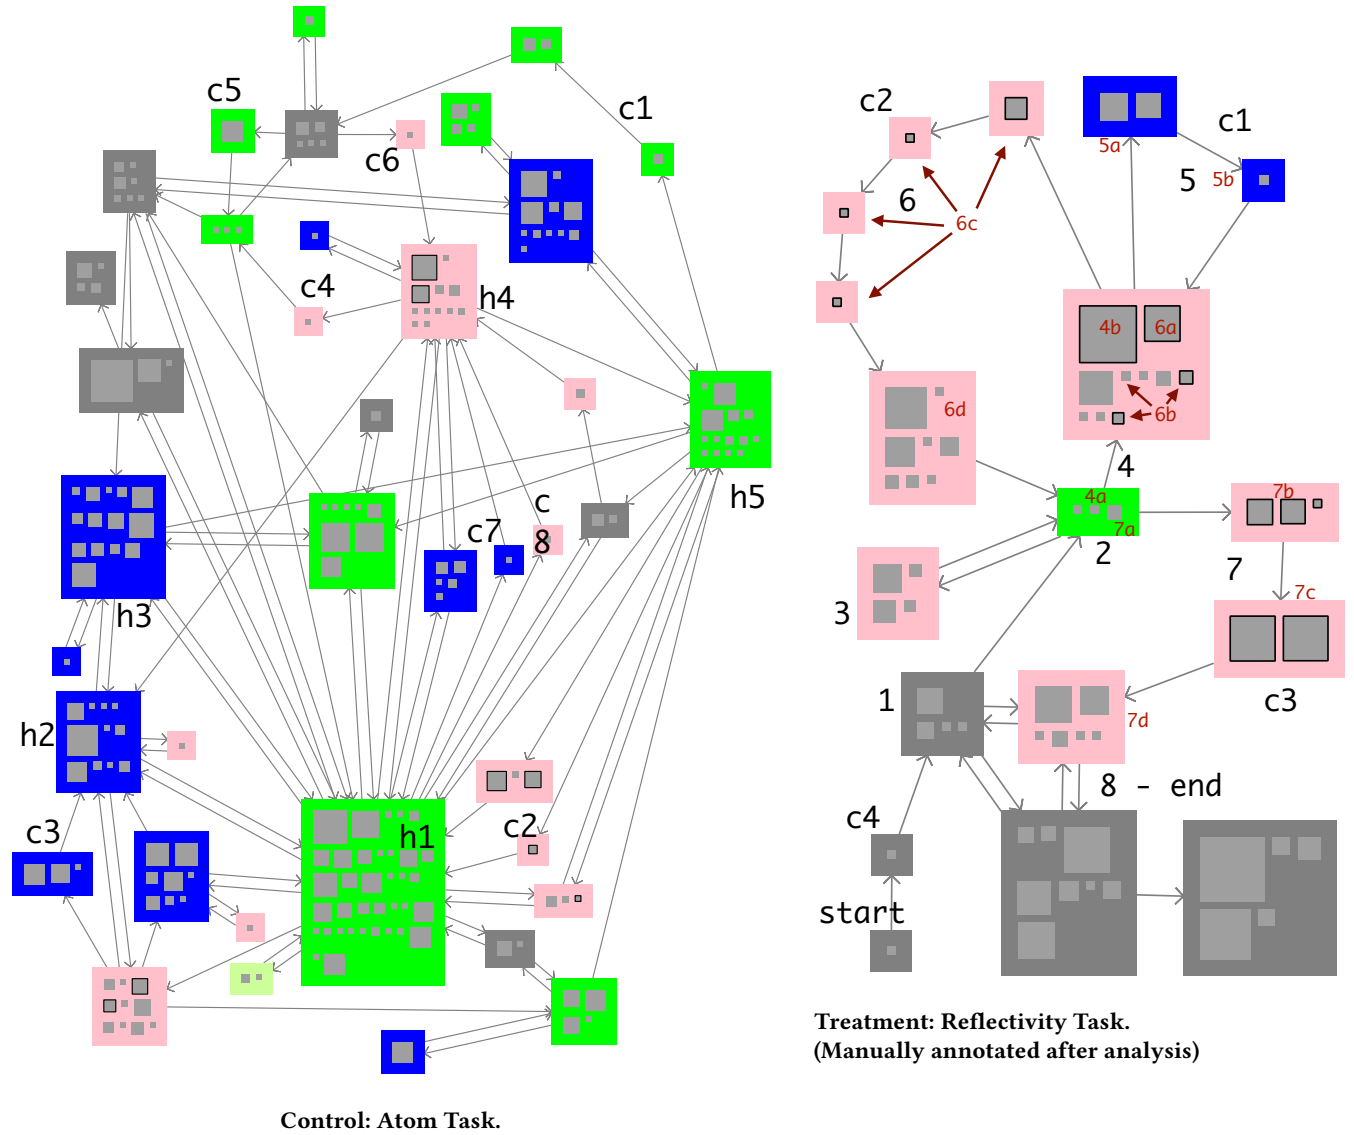 c5
c1
c6
c4
h4
h5
c
8
c7
h3
h2
c3
h1
c2
Control: Atom Task.
c2
c1
5a
5
5b
6
6c
4b
6a
6b
6d
4
4a
7a
2
7b
7
7c
3
1
c3
7d
8 - end
c4
start
Treatment: Reflectivity Task.
(Manually annotated after analysis)